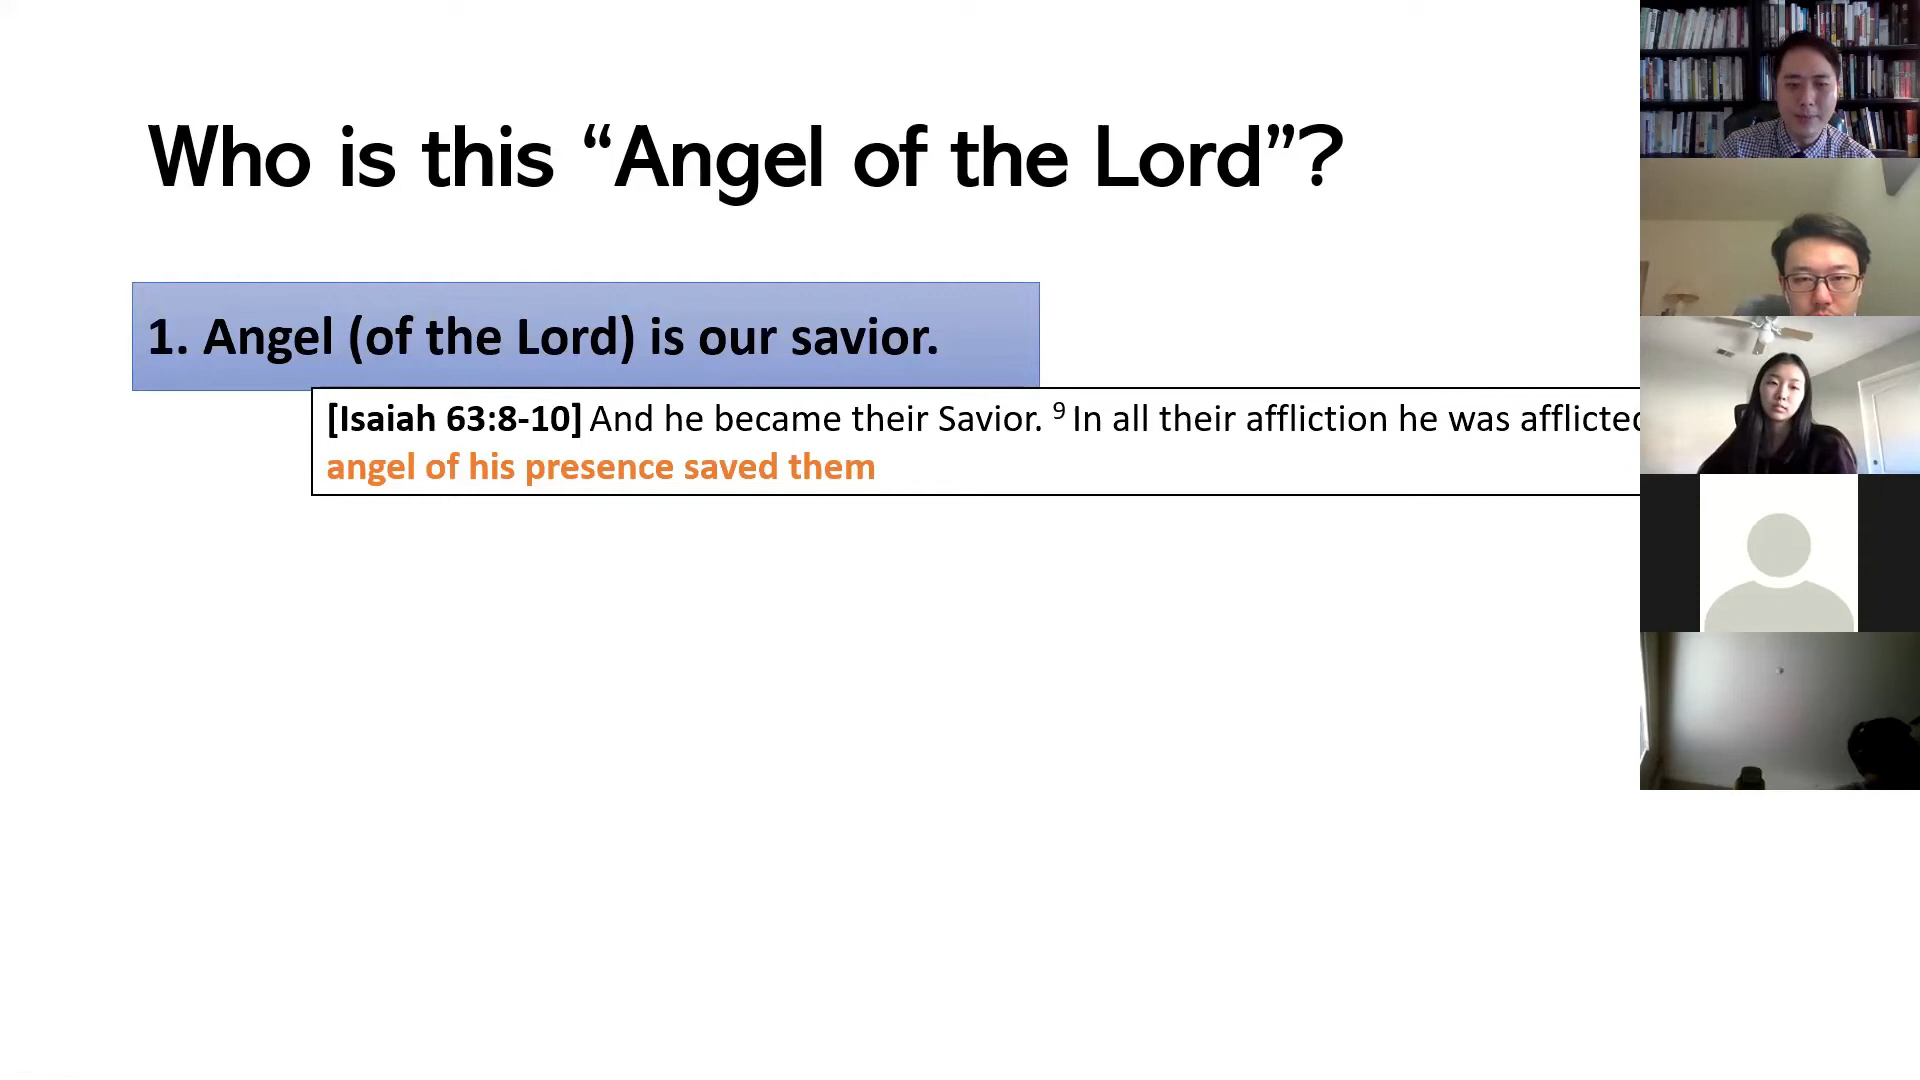 Who is this “Angel of the Lord”?
1. Angel (of the Lord) is our savior.
[Isaiah 63:8-10] And he became their Savior. 9 In all their affliction he was afflicted
angel of his presence saved them